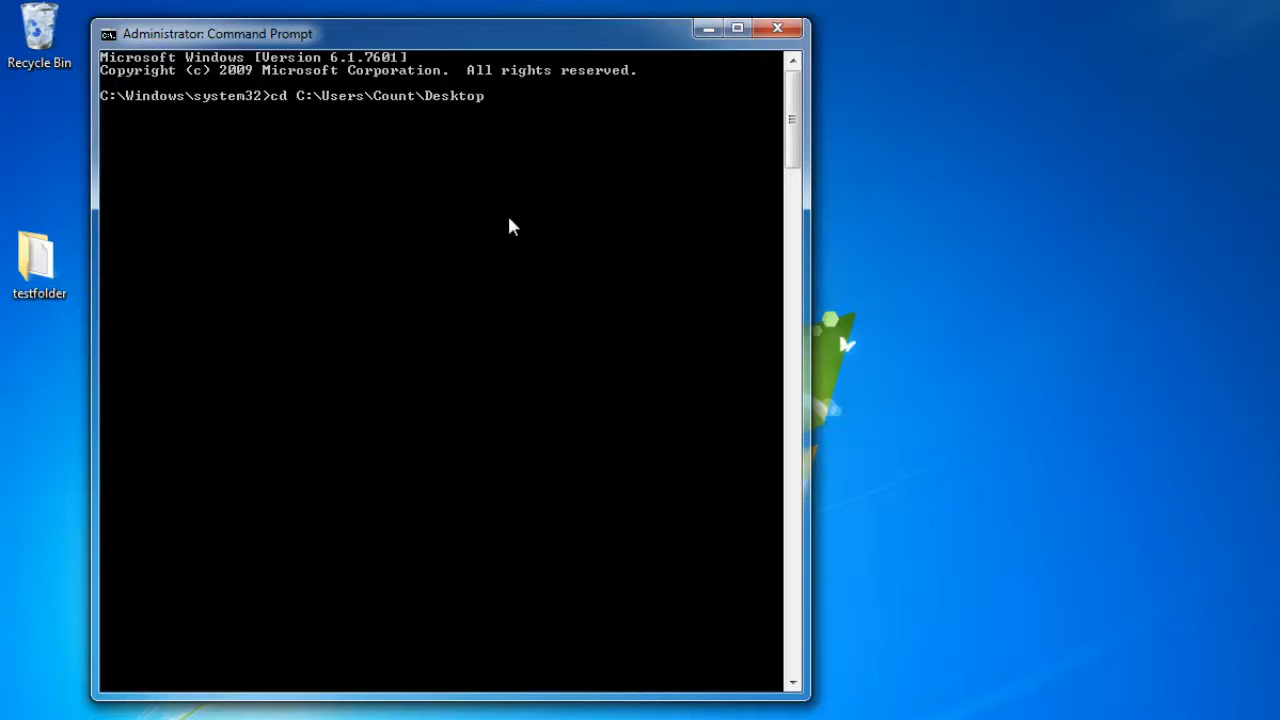 Recycle Bin
testfolder
Administrator: Command Prompt
Microsoft Windows [Version 6.1.7601]
Copyright (c) 2009 Microsoft Corporation.  All rights reserved.
C:\Windows\system32>cd C:\Users\Count\Desktop